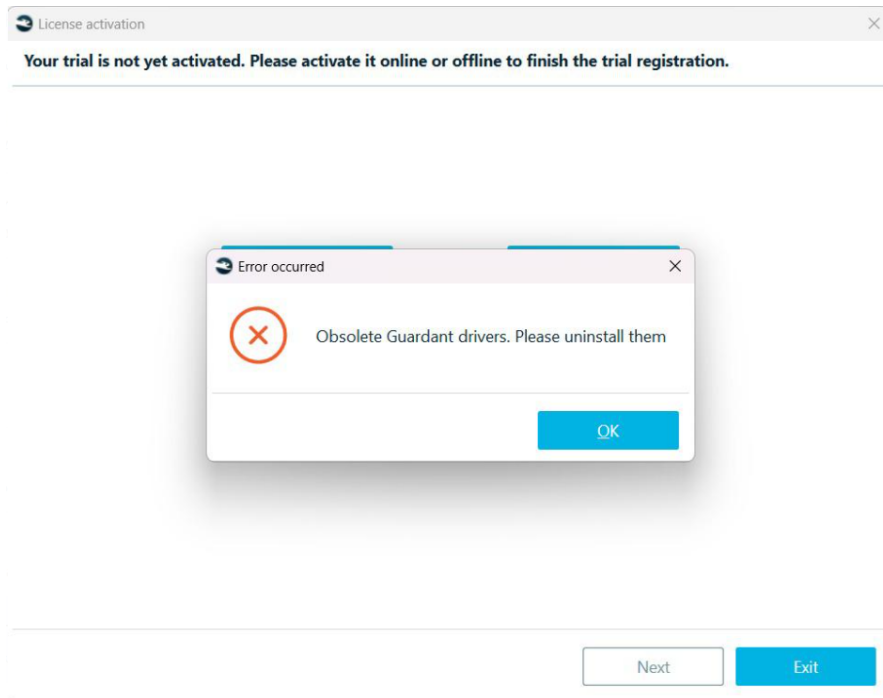 License activation
Your trial is not yet activated. Please activate it online or offline to finish the trial registration.
Error occurred
Obsolete Guardant drivers. Please uninstall them
OK
Next
Exit